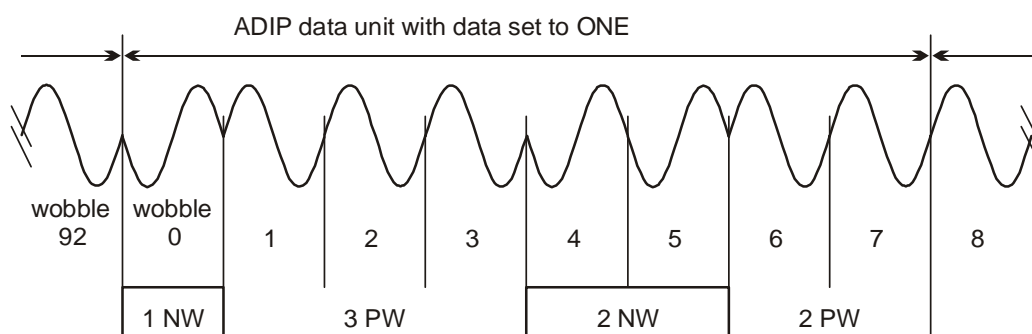 ADIP data unit with data set to ONE
wobble 92
wobble 0
1 2 3 4 5 6 7 8
1 NW 3 PW 2 NW 2 PW